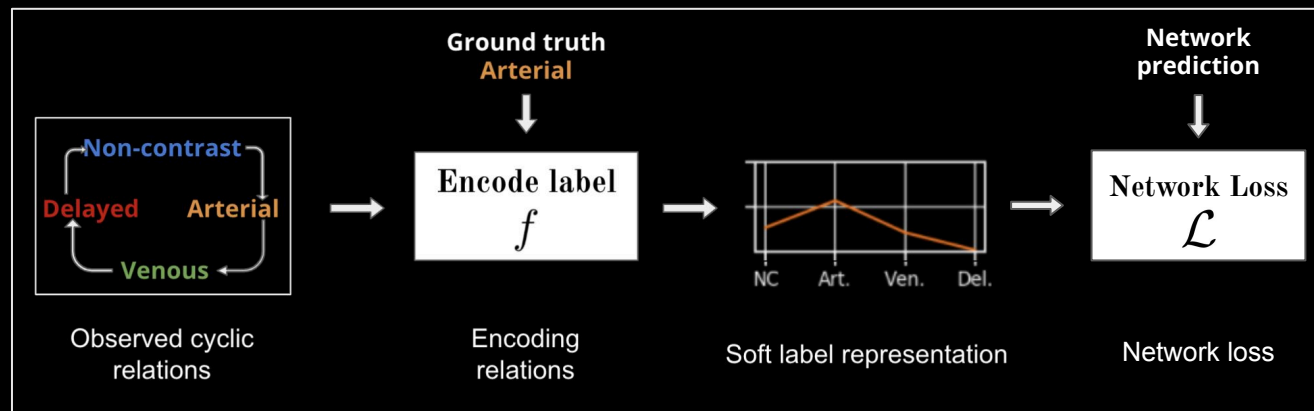 Ground truth
Arterial
Network
prediction
Non-contrast
Delayed
Arterial
Venous
Encode label
f
NC
Art.
Ven.
Del.
Network Loss
ℒ
Observed cyclic
relations
Encoding
relations
Soft label representation
Network loss